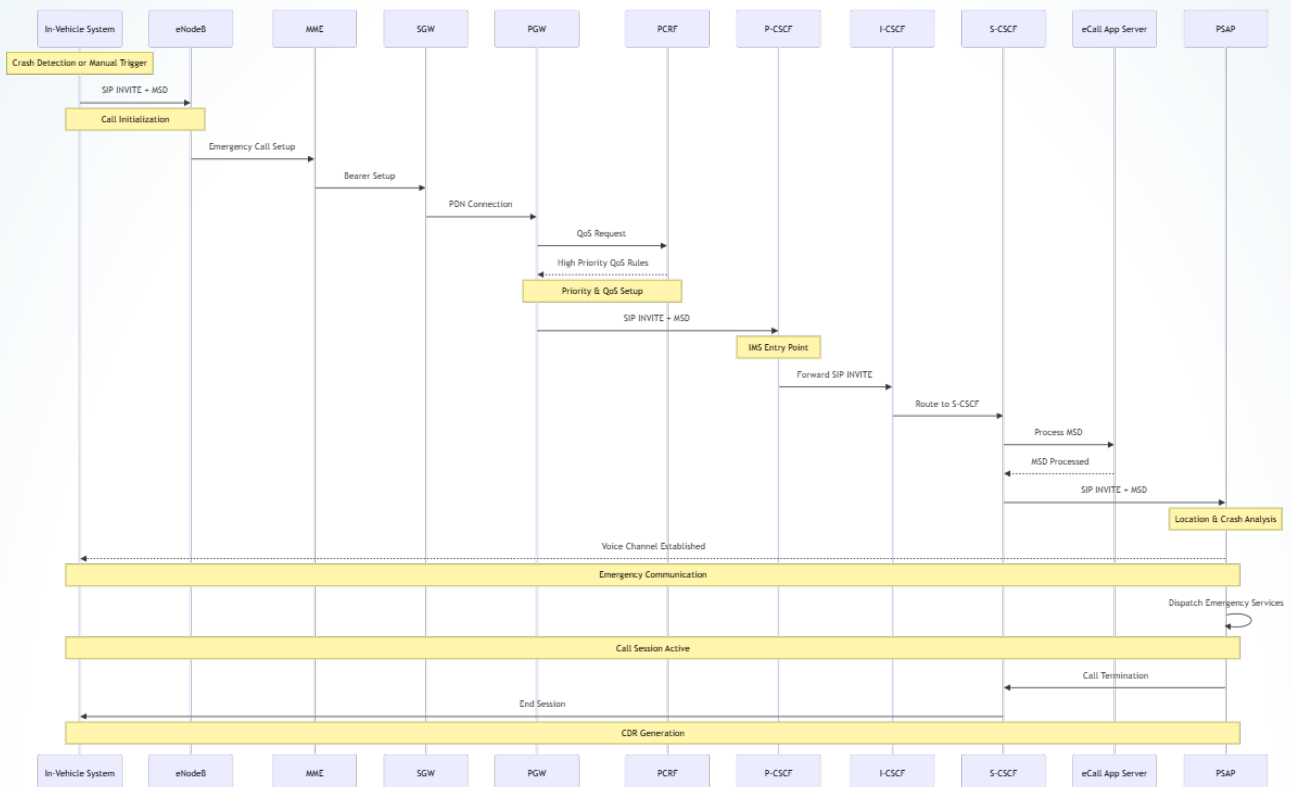 In-Vehicle System
eNodeB
MME
SGW
PGW
PCRF
P-CSCF
I-CSCF
S-CSCF
eCall App Server
PSAP
Crash Detection or Manual Trigger
SIP INVITE + MSD
Call Initialization
Emergency Call Setup
Bearer Setup
PDN Connection
QoS Request
High Priority QoS Rules
Priority & QoS Setup
SIP INVITE + MSD
IMS Entry Point
Forward SIP INVITE
Route to S-CSCF
Process MSD
MSD Processed
SIP INVITE + MSD
Location & Crash Analysis
Voice Channel Established
Emergency Communication
Dispatch Emergency Services
Call Session Active
Call Termination
End Session
CDR Generation
In-Vehicle System
eNodeB
MME
SGW
PGW
PCRF
P-CSCF
I-CSCF
S-CSCF
eCall App Server
PSAP